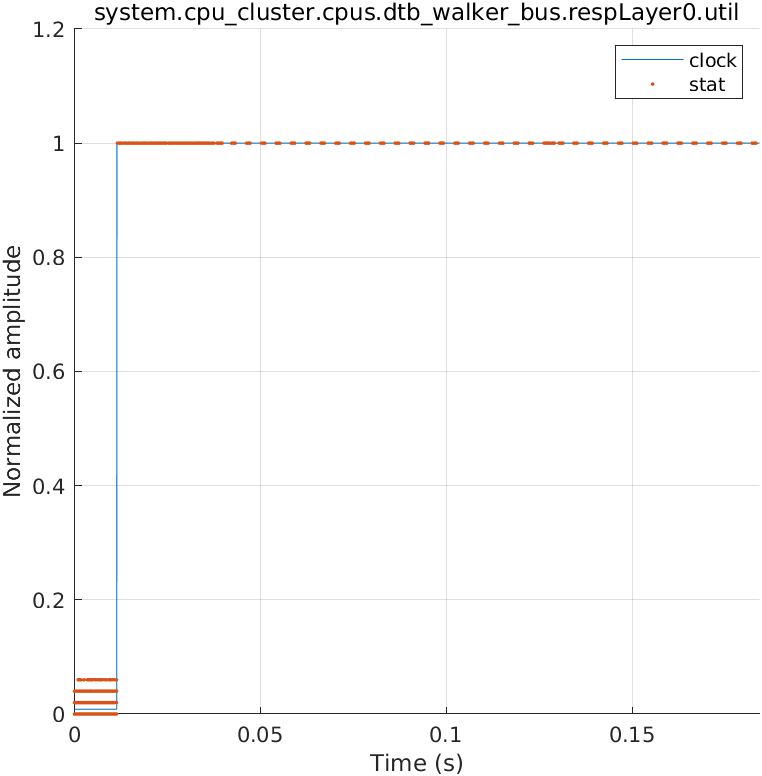 system.cpu_cluster.cpus.dtb_walker_bus.respLayer0.util
1.2
clock
stat
1
0.8
Normalized amplitude
0.6
0.4
0.2
0
0 0.05 0.1 0.15
Time (s)